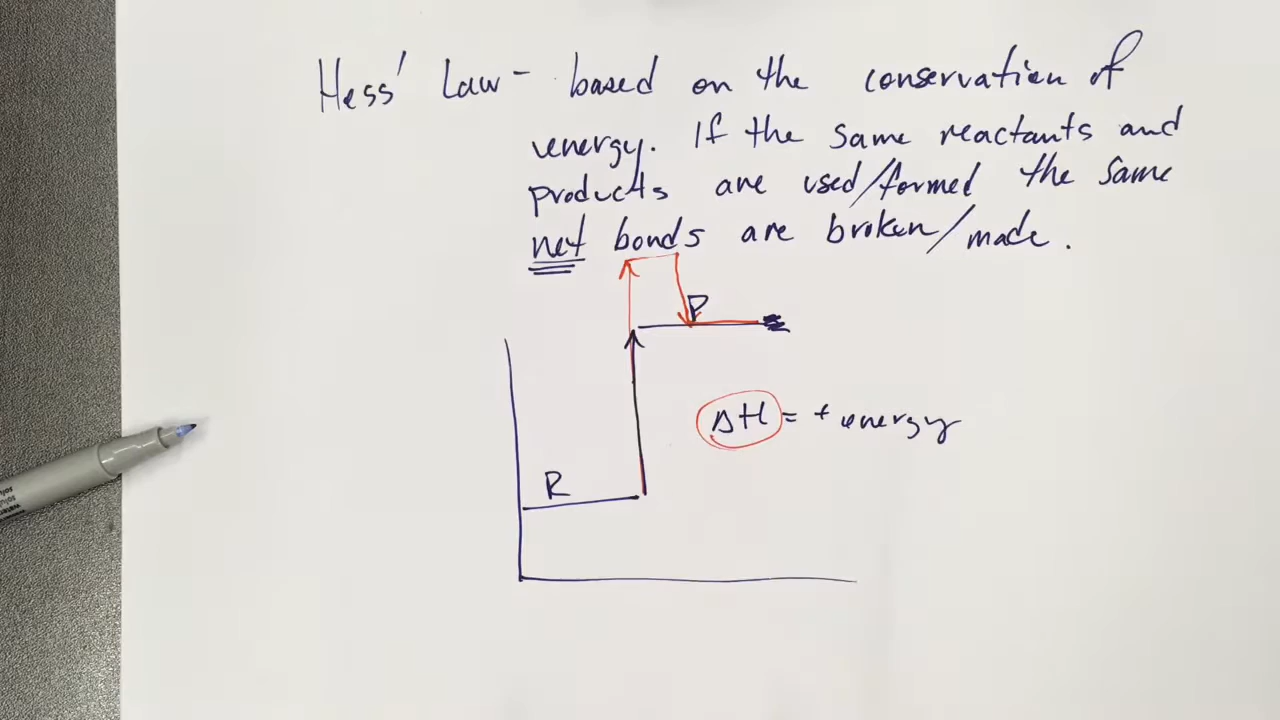 Hess' Law - based on the conservation of
energy. If the same reactants and
products are used/formed the same
net bonds are broken/made.
P
ΔH = + energy
R